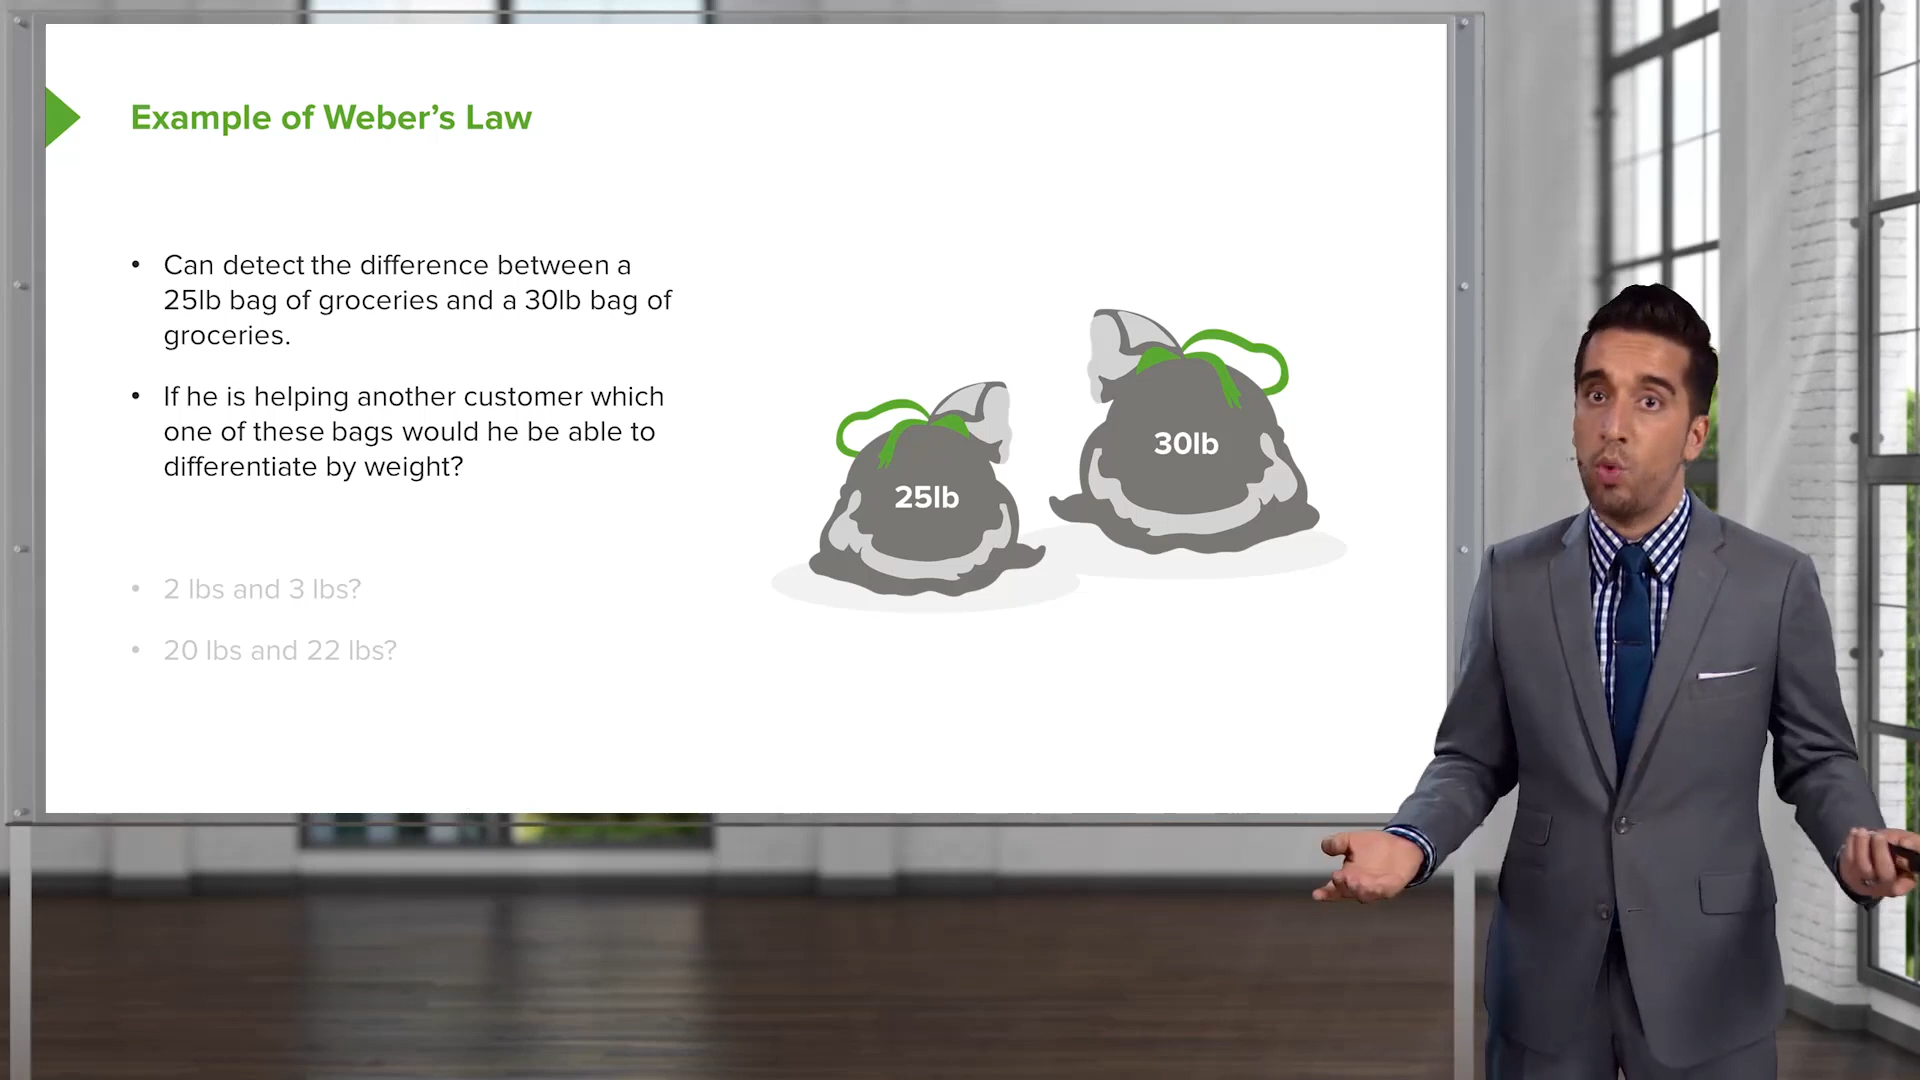 Example of Weber’s Law
• Can detect the difference between a
25lb bag of groceries and a 30lb bag of
groceries.
• If he is helping another customer which
one of these bags would he be able to
differentiate by weight?
• 2 lbs and 3 lbs?
• 20 lbs and 22 lbs?
25lb
30lb